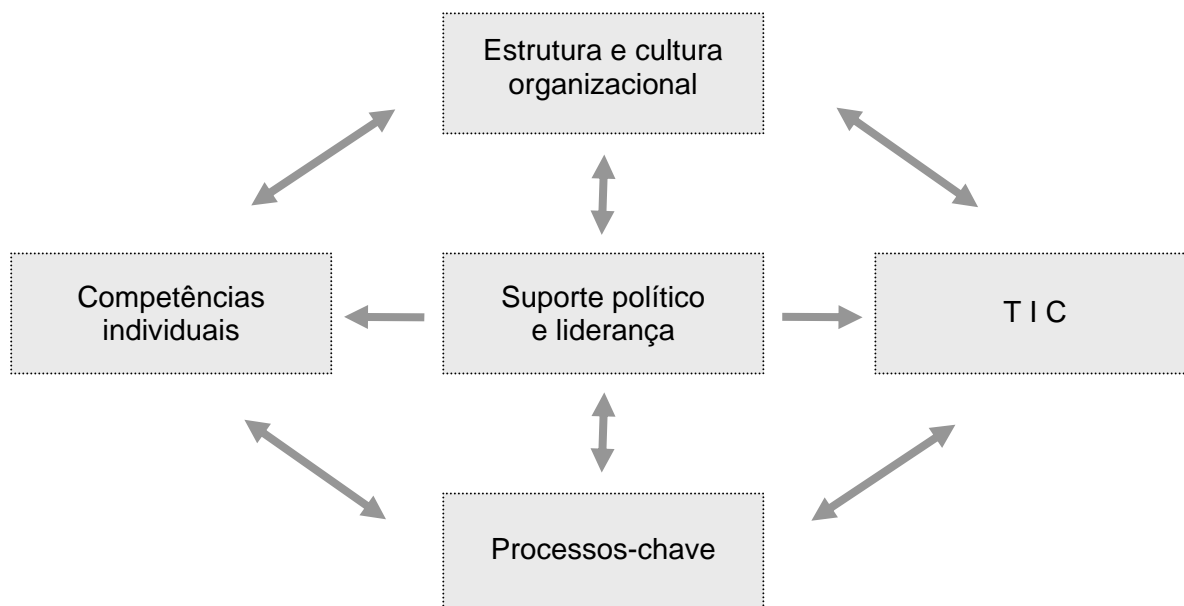 Estrutura e cultura
organizacional
Competências
individuais
Suporte político
e liderança
T I C
Processos-chave